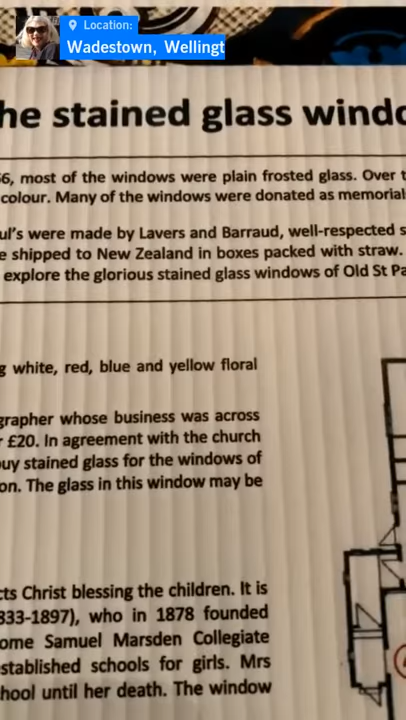 Location:
Wadestown, Wellingt
he stained glass windo
66, most of the windows were plain frosted glass. Over t
colour. Many of the windows were donated as memorial
ul's were made by Lavers and Barraud, well-respected s
e shipped to New Zealand in boxes packed with straw.
explore the glorious stained glass windows of Old St Pa
g white, red, blue and yellow floral
grapher whose business was across
r £20. In agreement with the church
buy stained glass for the windows of
on. The glass in this window may be
cts Christ blessing the children. It is
833-1897), who in 1878 founded
ome Samuel Marsden Collegiate
stablished schools for girls. Mrs
chool until her death. The window